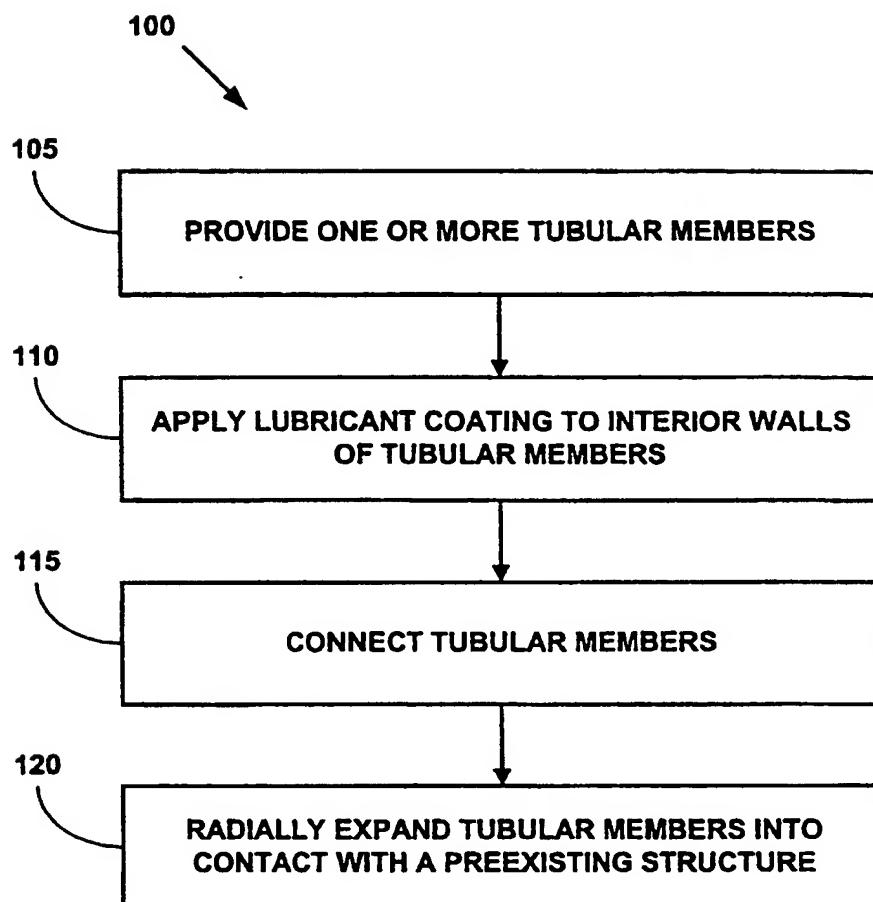 100
105
PROVIDE ONE OR MORE TUBULAR MEMBERS
110
APPLY LUBRICANT COATING TO INTERIOR WALLS
OF TUBULAR MEMBERS
115
CONNECT TUBULAR MEMBERS
120
RADIALLY EXPAND TUBULAR MEMBERS INTO
CONTACT WITH A PREEXISTING STRUCTURE